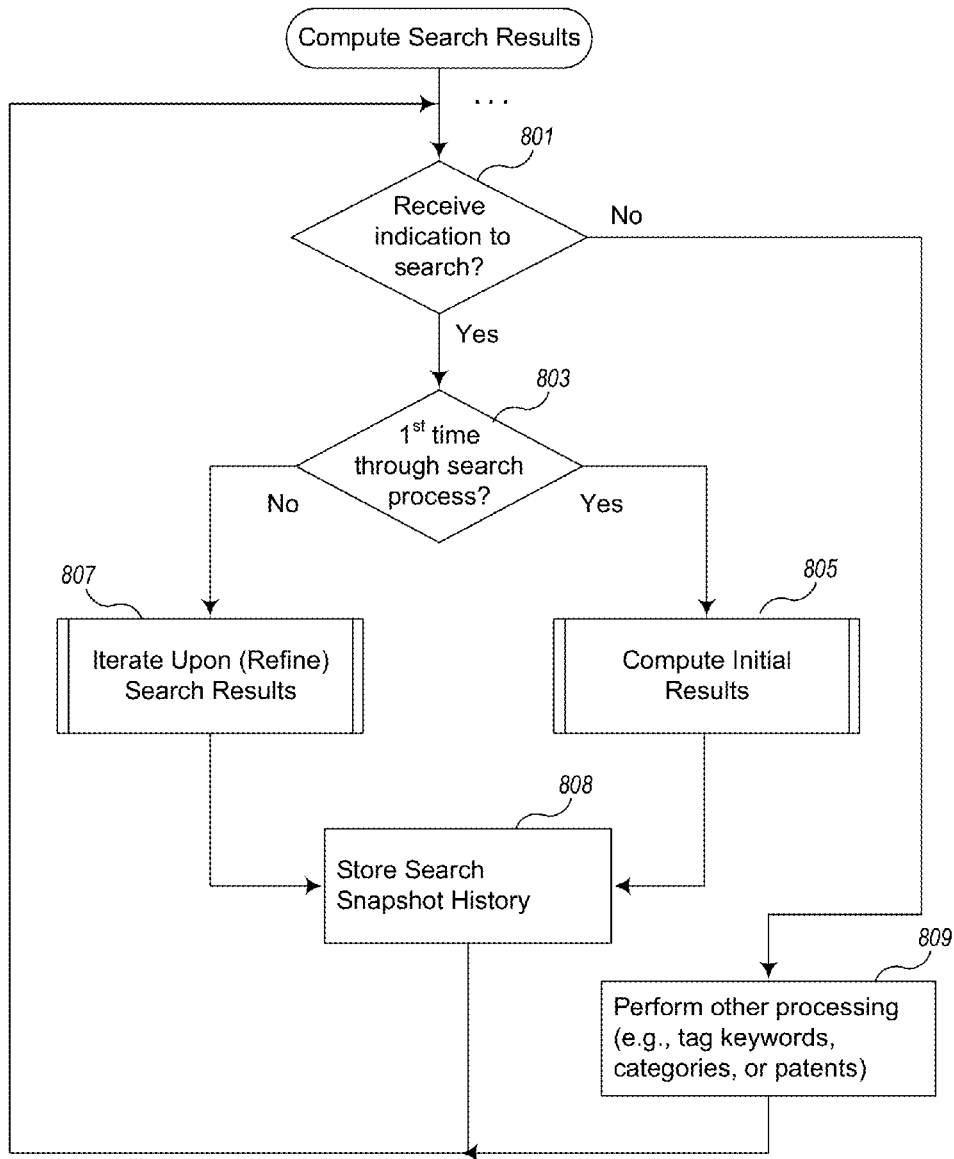 Compute Search Results
. . .
801
Receive
indication to
search?
No
Yes
803
1st time
through search
process?
No
Yes
807
805
Iterate Upon (Refine)
Search Results
Compute Initial
Results
808
Store Search
Snapshot History
809
Perform other processing
(e.g., tag keywords,
categories, or patents)